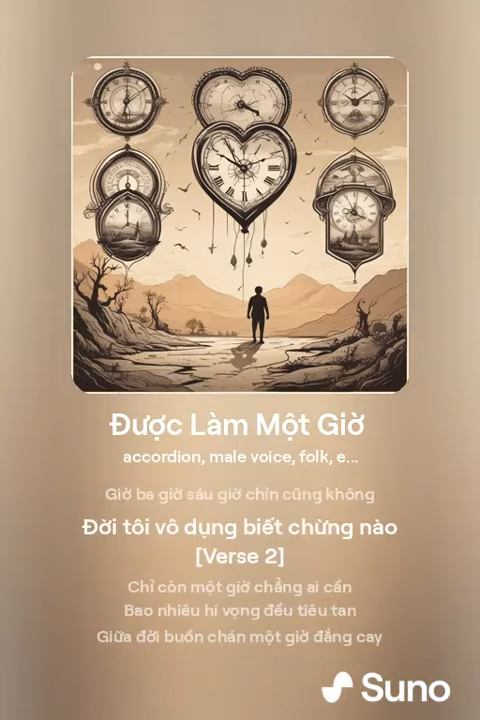 Được Làm Một Giờ
accordion, male voice, folk, e...
Giờ ba giờ sáu giờ chín cũng không
Đời tôi vô dụng biết chừng nào
[Verse 2]
Chỉ còn một giờ chẳng ai cần
Bao nhiêu hi vọng đều tiêu tan
Giữa đời buồn chán một giờ đắng cay
Suno